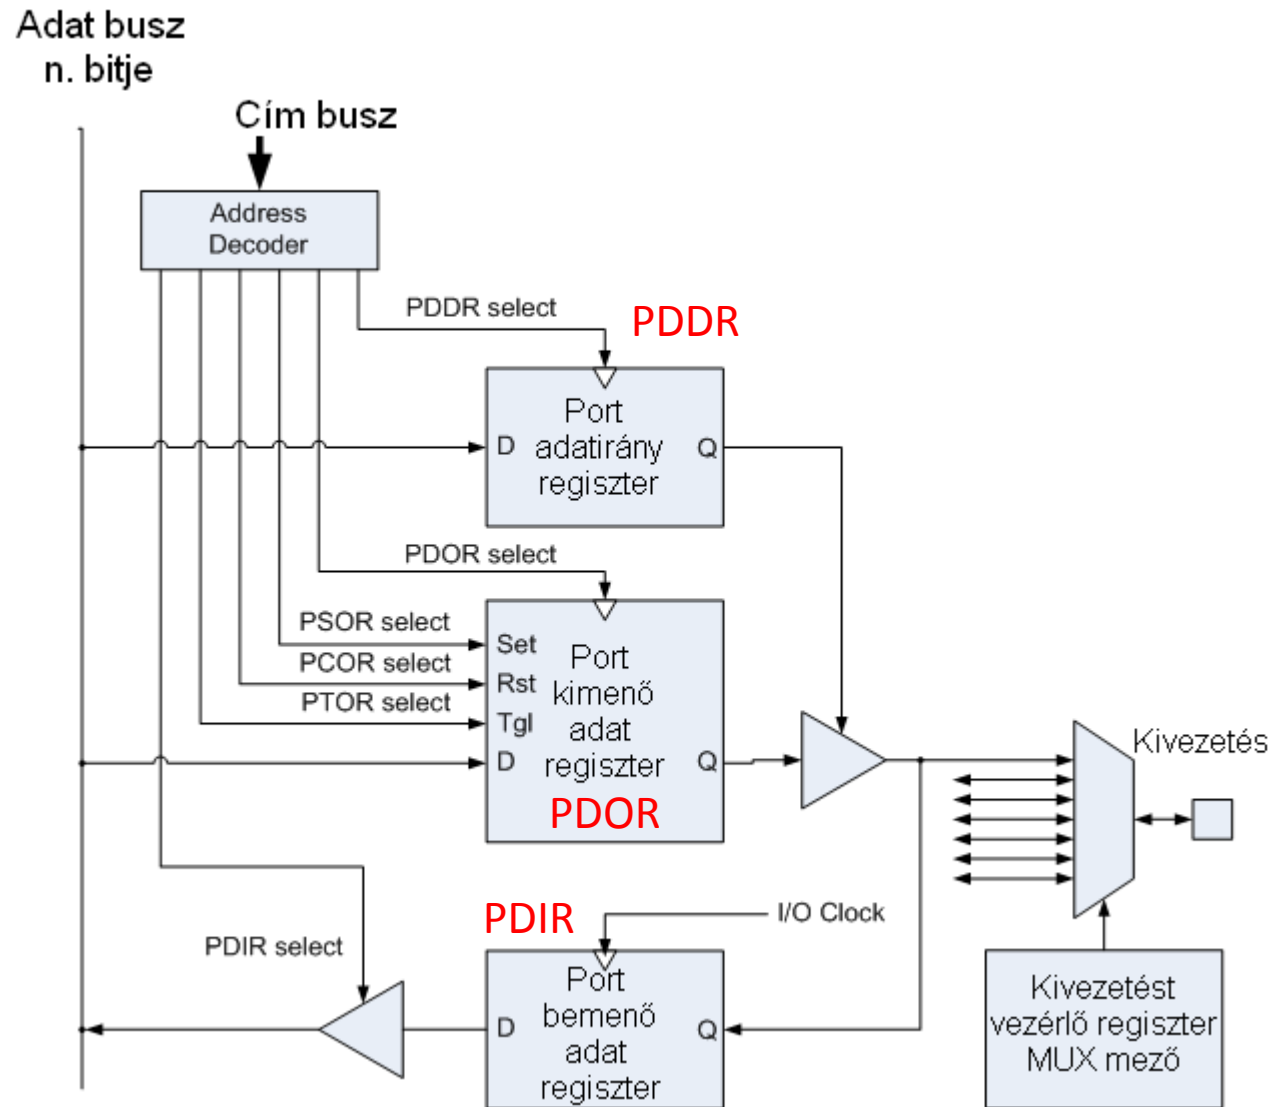 Adat busz
n. bitje
Cím busz
Address
Decoder
PDDR select
PDDR
Port
D adatirány Q
regiszter
PDOR select
PSOR select
PCOR select
PTOR select
Set
Rst
Tgl
D
Port
kimenő
adat
regiszter
Q
PDOR
Kivezetés
PDIR
I/O Clock
PDIR select
Port
D bemenő Q
adat
regiszter
Kivezetést
vezérlő regiszter
MUX mező